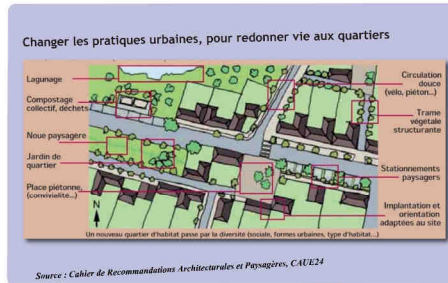 Changer les pratiques urbaines, pour redonner vie aux quartiers
Lagunage
Compostage
collectif, déchets
Noue paysagère
Jardin de
quartier
Place piétonne,
(convivialité...)
Circulation
douce
(vélo, piéton...)
Trame
végétale
structurante
Stationnements
paysagers
Implantation et
orientation
adaptées au site
N
Un nouveau quartier d'habitat passe par la diversité (sociale, formes urbaines, type d'habitat...)
Source : Cahier de Recommandations Architecturales et Paysagères, CAUE24